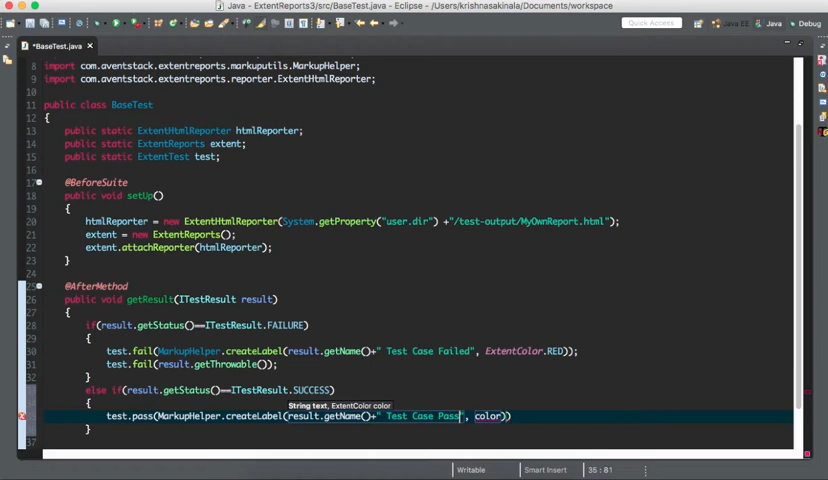 Java - ExtentReports3/src/BaseTest.java - Eclipse - /Users/krishnasakinala/Documents/workspace
Quick Access
Java EE
Java
Debug
*BaseTest.java
8 import com.aventstack.extentreports.markuputils.MarkupHelper;
9 import com.aventstack.extentreports.reporter.ExtentHtmlReporter;
10
11 public class BaseTest
12 {
13 public static ExtentHtmlReporter htmlReporter;
14 public static ExtentReports extent;
15 public static ExtentTest test;
16
17 @BeforeSuite
18 public void setUp()
19 {
20 htmlReporter = new ExtentHtmlReporter(System.getProperty("user.dir") +"/test-output/MyOwnReport.html");
21 extent = new ExtentReports();
22 extent.attachReporter(htmlReporter);
23 }
24
25 @AfterMethod
26 public void getResult(ITestResult result)
27 {
28 if(result.getStatus()==ITestResult.FAILURE)
29 {
30 test.fail(MarkupHelper.createLabel(result.getName()+" Test Case Failed", ExtentColor.RED));
31 test.fail(result.getThrowable());
32 }
33 else if(result.getStatus()==ITestResult.SUCCESS)
34 {
String text, ExtentColor color
test.pass(MarkupHelper.createLabel(result.getName()+" Test Case Pass", color))
36 }
37
Writable
Smart Insert
35 : 81